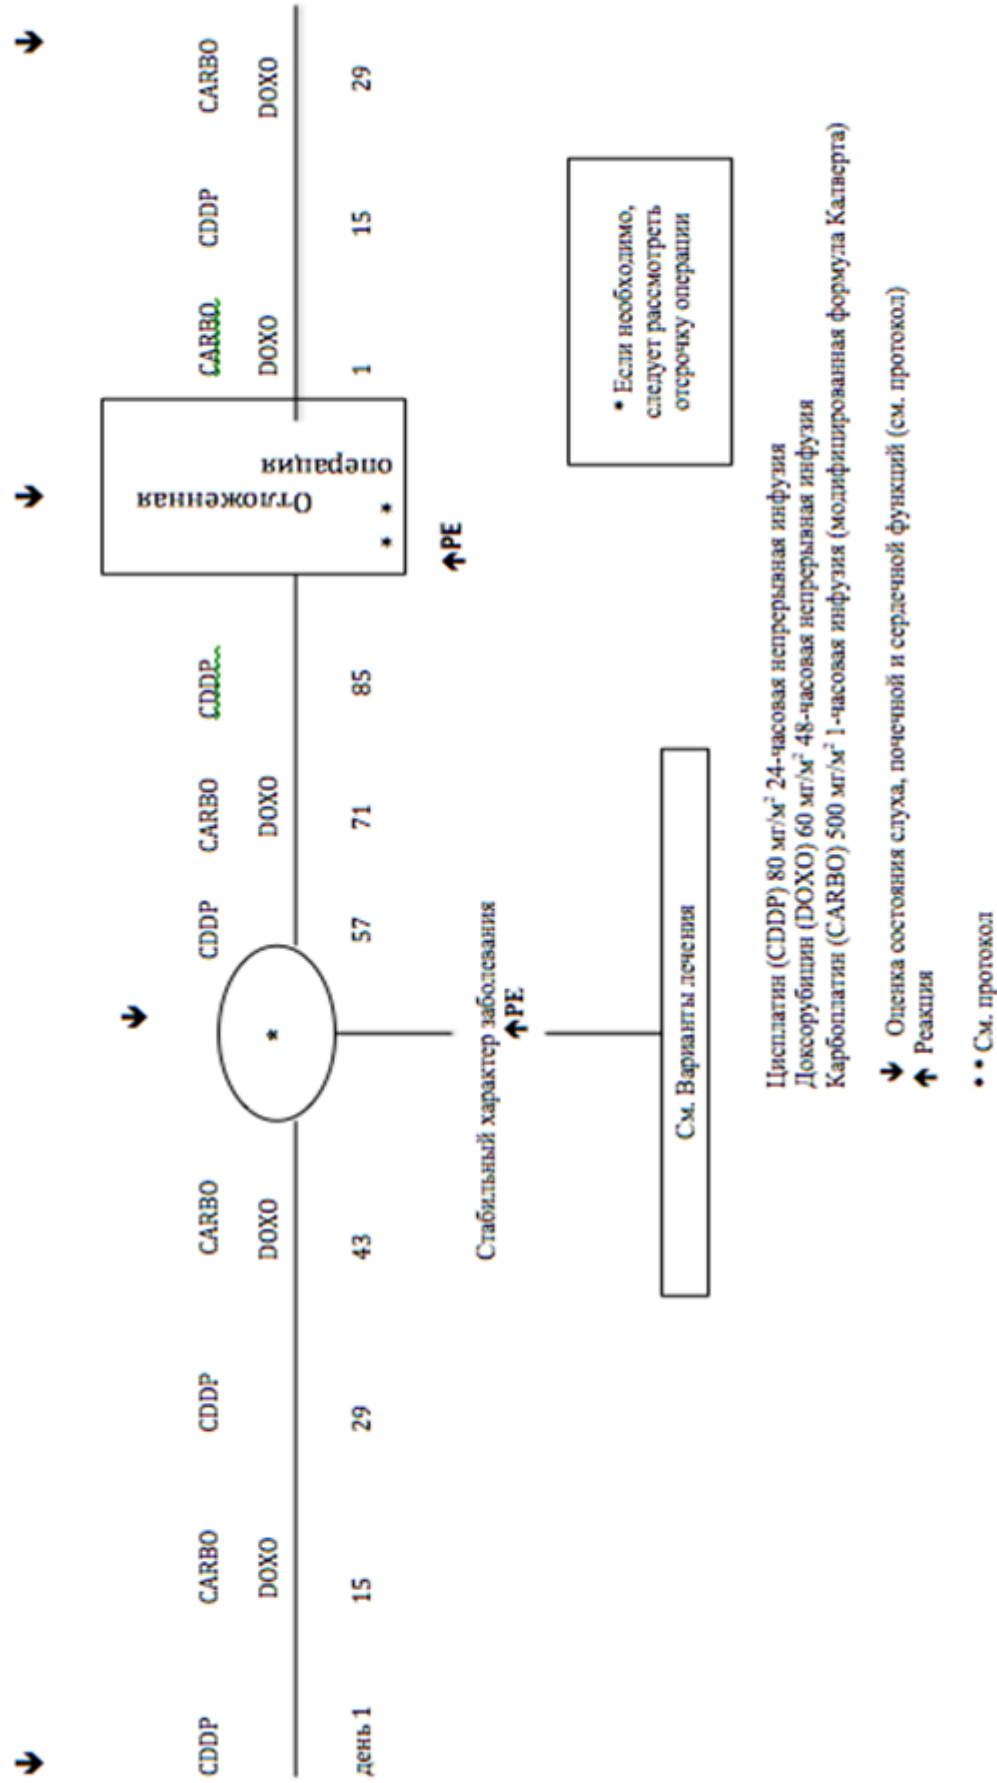 CDDP CARBO CDDP CARBO CDDP CARBO CDDP CARBO CDDP CARBO
DOXO DOXO DOXO DOXO DOXO
день 1 15 29 43 57 71 85 1 15 29
*
Отложенная
операция
* *
PE
Стабильный характер заболевания
PE
* Если необходимо,
следует рассмотреть
отсрочку операции
См. Варианты лечения
Цисплатин (CDDP) 80 мг/м² 24-часовая непрерывная инфузия
Доксорубицин (DOXO) 60 мг/м² 48-часовая непрерывная инфузия
Карбоплатин (CARBO) 500 мг/м² 1-часовая инфузия (модифицированная формула Калверта)
Оценка состояния слуха, почечной и сердечной функций (см. протокол)
Реакция
* * См. протокол